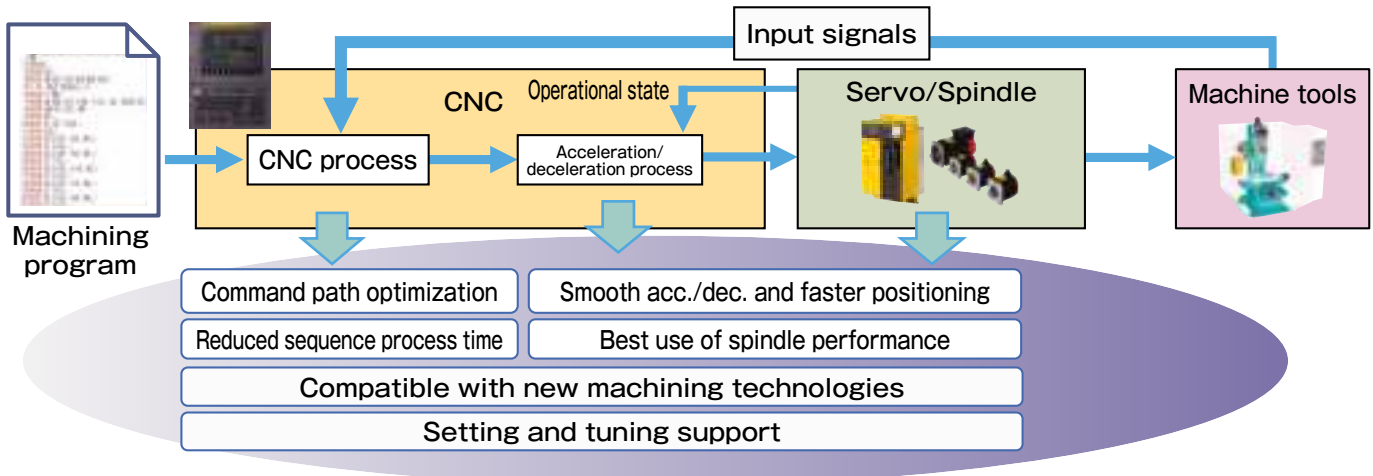 Input signals
CNC
Operational state
Servo/Spindle
Machine tools
CNC process
Acceleration/
deceleration process
Machining
program
Command path optimization
Smooth acc./dec. and faster positioning
Reduced sequence process time
Best use of spindle performance
Compatible with new machining technologies
Setting and tuning support